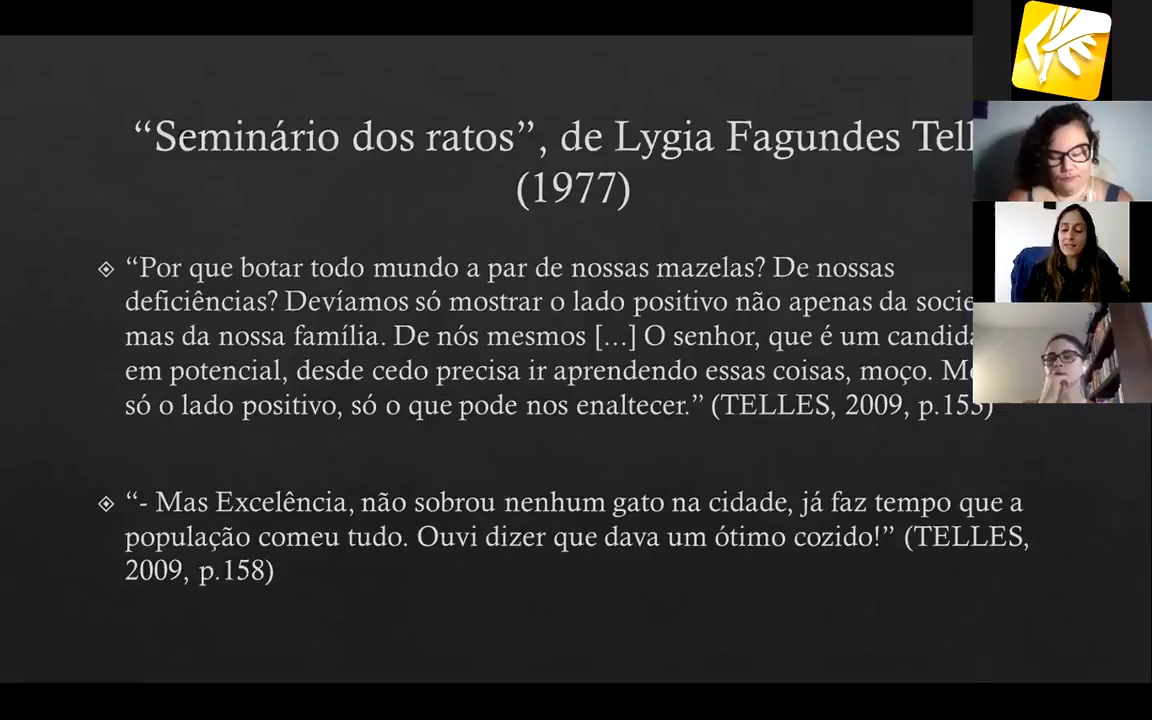 “Seminário dos ratos”, de Lygia Fagundes
(1977)
“Por que botar todo mundo a par de nossas mazelas? De nossas
deficiências? Devíamos só mostrar o lado positivo não apenas da
mas da nossa família. De nós mesmos [...] O senhor, que é um
em potencial, desde cedo precisa ir aprendendo essas coisas, moço.
só o lado positivo, só o que pode nos enaltecer.” (TELLES, 2009, p.153)
“- Mas Excelência, não sobrou nenhum gato na cidade, já faz tempo que a
população comeu tudo. Ouvi dizer que dava um ótimo cozido!” (TELLES,
2009, p.158)